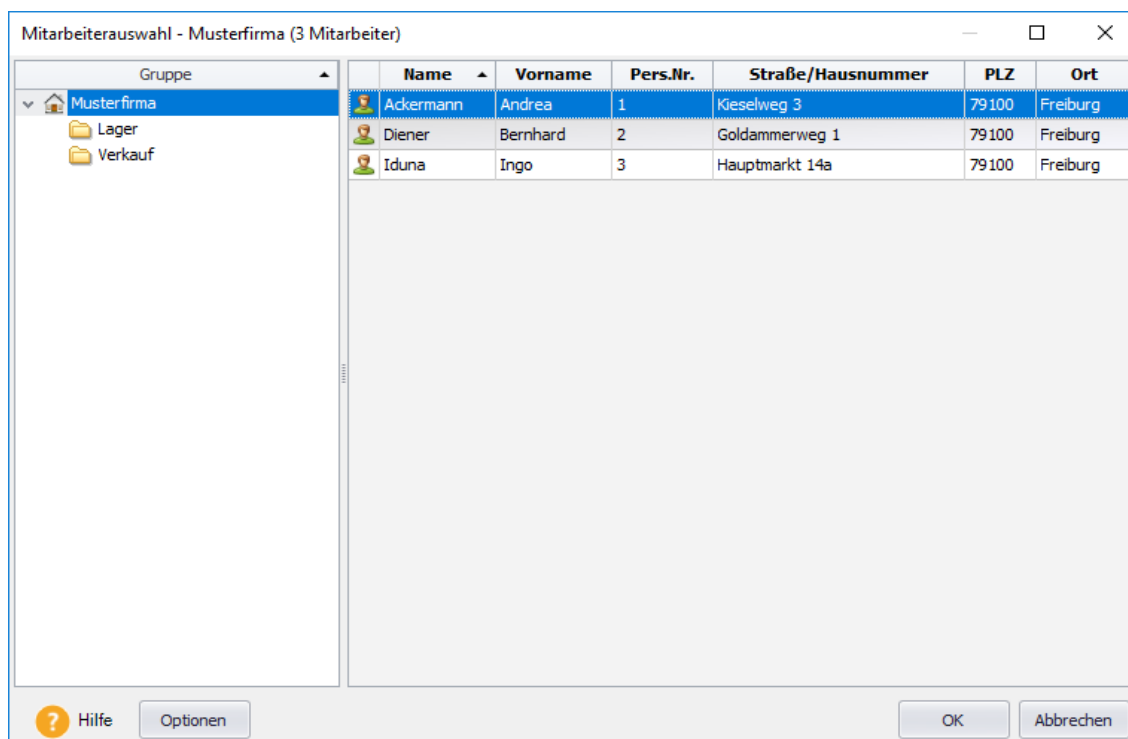 Mitarbeiterauswahl - Musterfirma (3 Mitarbeiter)
Gruppe
Musterfirma
Lager
Verkauf
Name Vorname Pers.Nr. Straße/Hausnummer PLZ Ort
Ackermann Andrea 1 Kieselweg 3 79100 Freiburg
Diener Bernhard 2 Goldammerweg 1 79100 Freiburg
Iduna Ingo 3 Hauptmarkt 14a 79100 Freiburg
? Hilfe Optionen OK Abbrechen